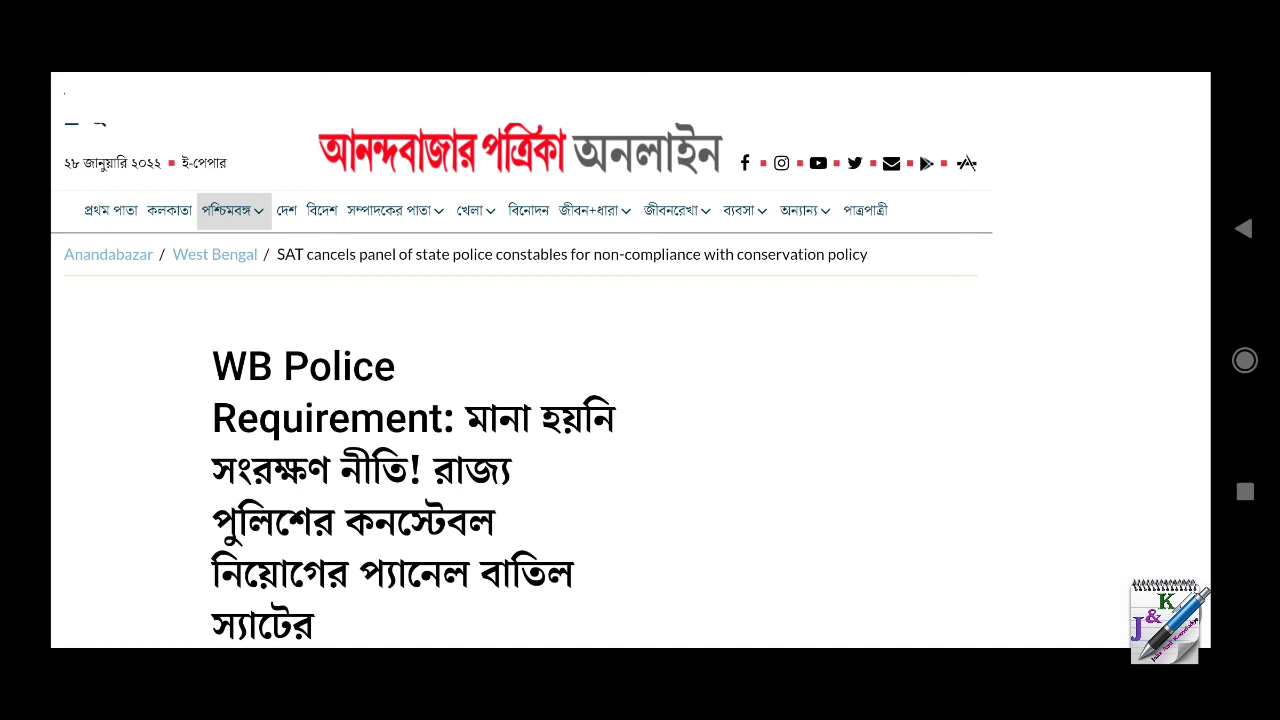 আনন্দবাজার পত্রিকা অনলাইন
২৮ জানুয়ারি ২০২২ ই-পেপার
প্রথম পাতা কলকাতা পশ্চিমবঙ্গ দেশ বিদেশ সম্পাদকের পাতা খেলা বিনোদন জীবন+ধারা জীবনরেখা ব্যবসা অন্যান্য পাত্রপাত্রী
Anandabazar / West Bengal / SAT cancels panel of state police constables for non-compliance with conservation policy
WB Police
Requirement: মানা হয়নি
সংরক্ষণ নীতি! রাজ্য
পুলিশের কনস্টেবল
নিয়োগের প্যানেল বাতিল
স্যাটের
J&K